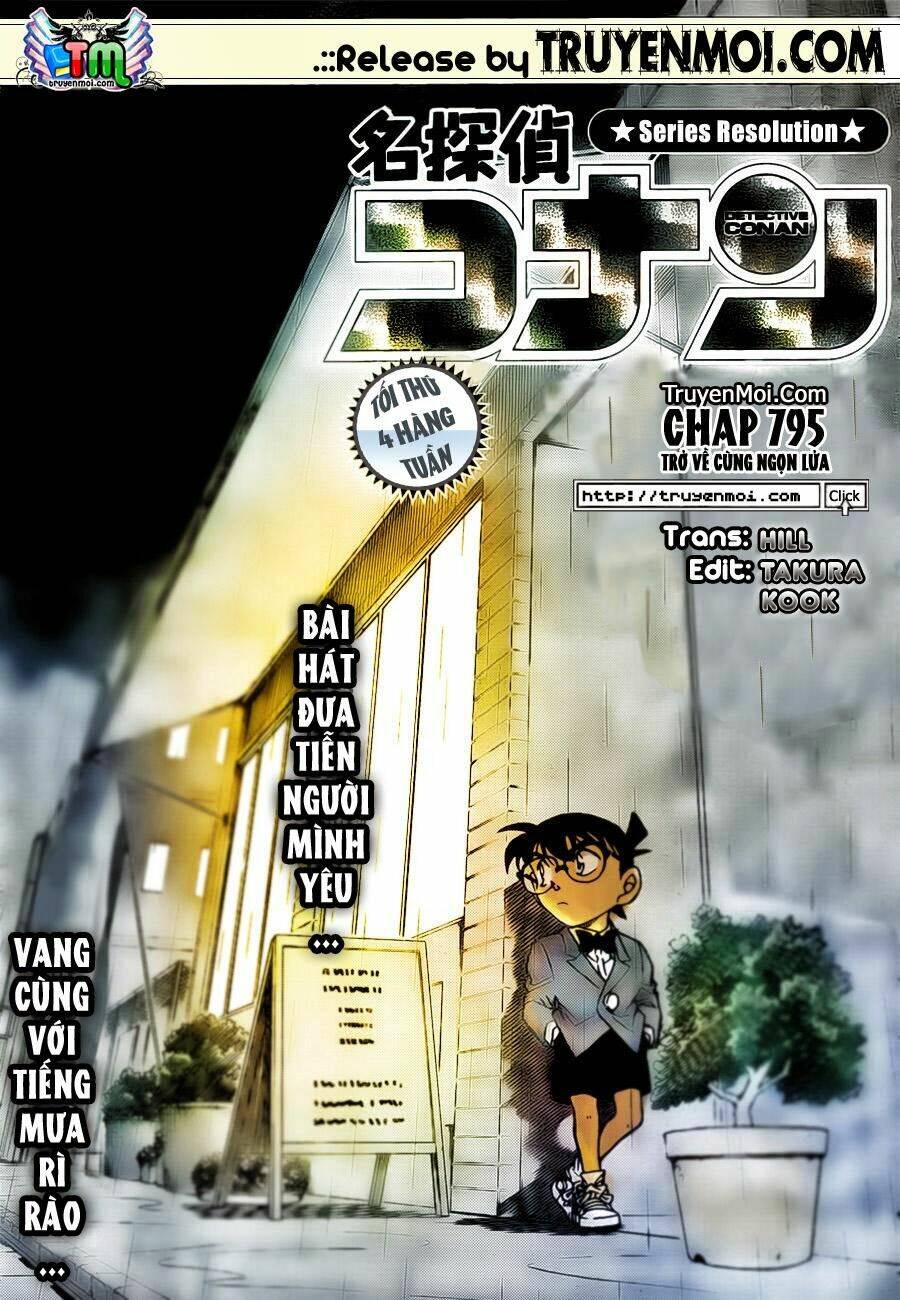 TM
truyenmoi.com
.::Release by TRUYENMOI.COM
名探偵
★Series Resolution★
コナン
DETECTIVE
CONAN
TỐI THỨ
4 HÀNG
TUẦN
TruyenMoi.Com
CHAP 795
TRỞ VỀ CÙNG NGỌN LỬA
http://truyenmoi.com
Click
Trans: HILL
Edit: TAKURA
KOOK
BÀI
HÁT
ĐƯA
TIỄN
NGƯỜI
MÌNH
YÊU
...
VANG
CÙNG
VỚI
TIẾNG
MƯA
RÌ
RÀO
...